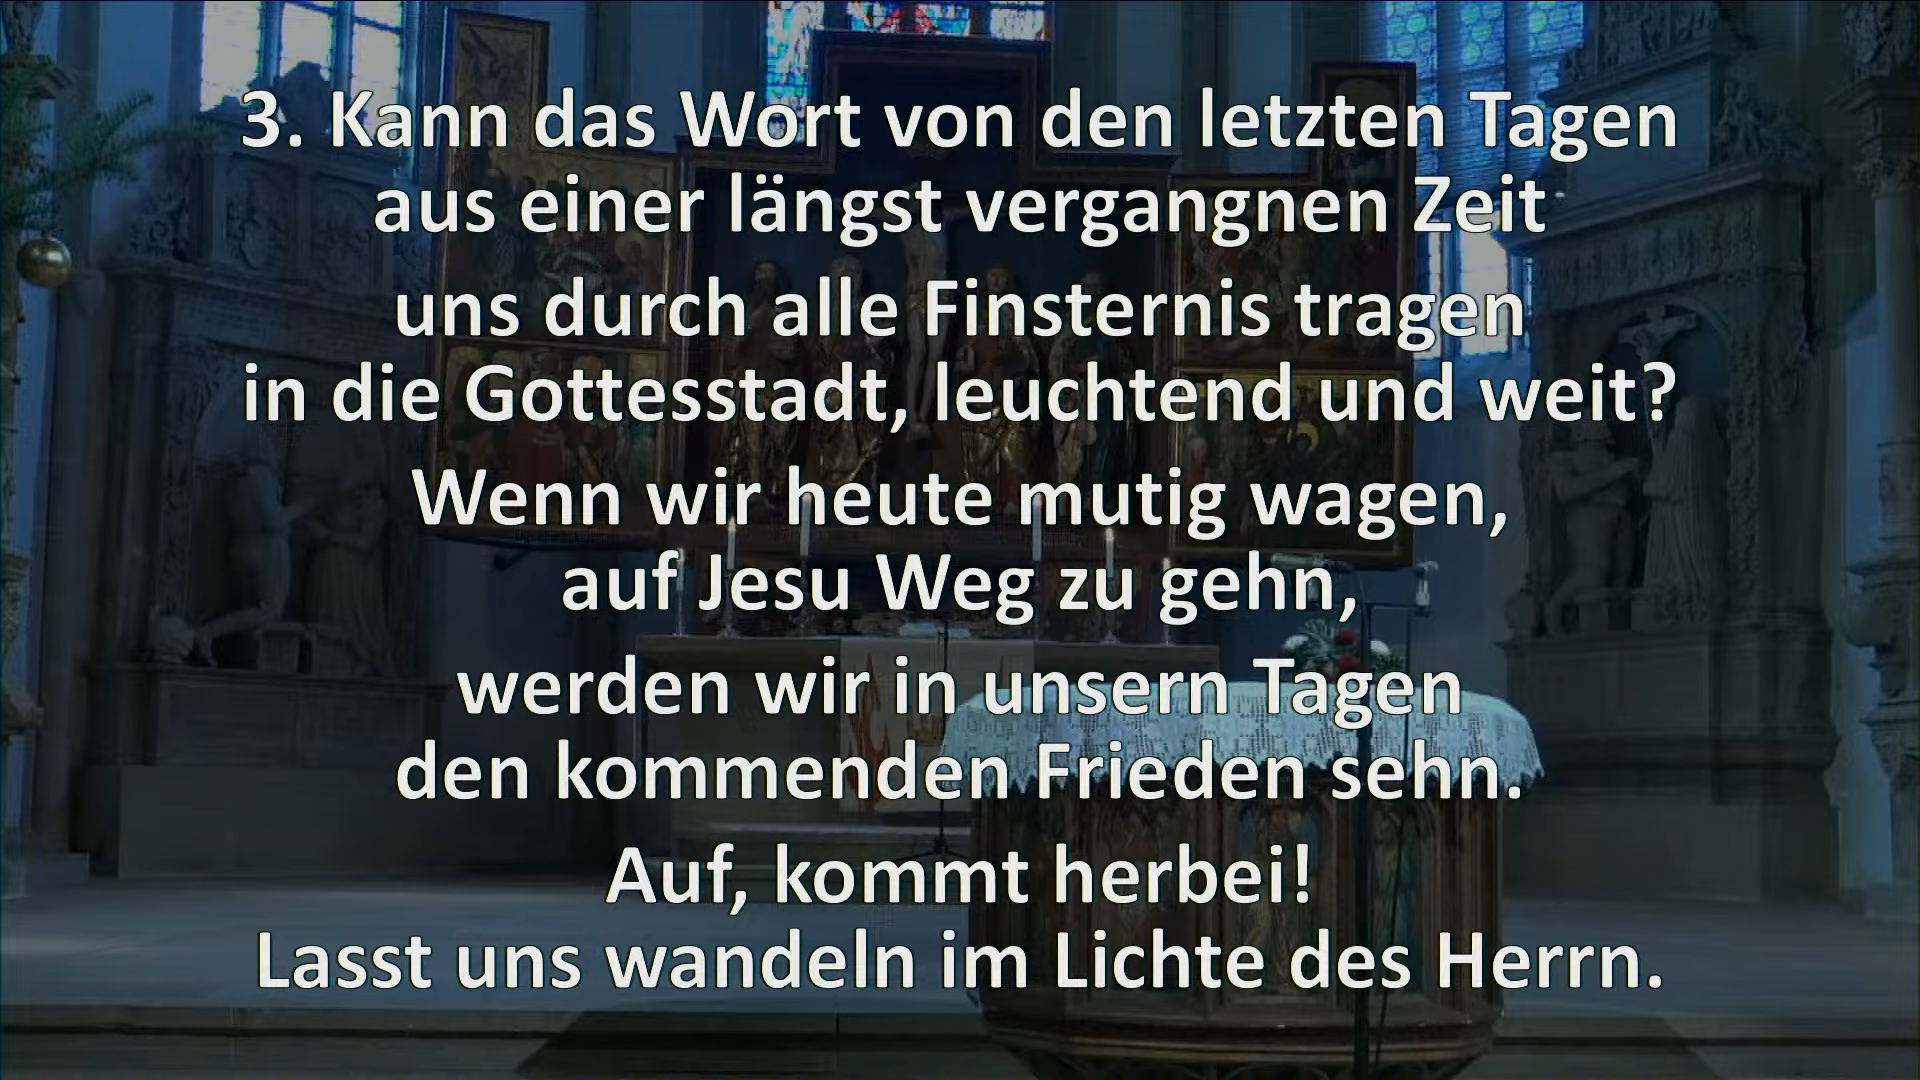 3. Kann das Wort von den letzten Tagen
aus einer längst vergangnen Zeit
uns durch alle Finsternis tragen
in die Gottesstadt, leuchtend und weit?
Wenn wir heute mutig wagen,
auf Jesu Weg zu gehn,
werden wir in unsern Tagen
den kommenden Frieden sehn.
Auf, kommt herbei!
Lasst uns wandeln im Lichte des Herrn.